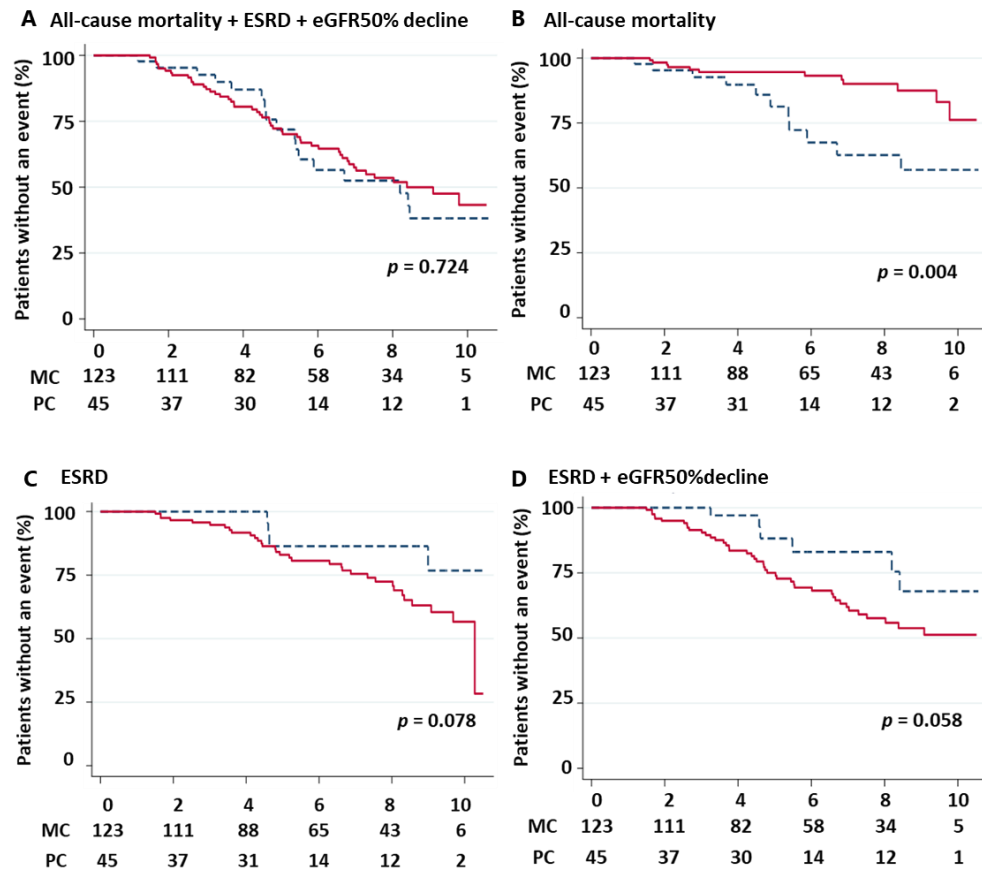 A All-cause mortality + ESRD + eGFR50% decline
Patients without an event (%)
100
75
50
25
0
p = 0.724
0 2 4 6 8 10
MC 123 111 82 58 34 5
PC 45 37 30 14 12 1
B All-cause mortality
Patients without an event (%)
100
75
50
25
0
p = 0.004
0 2 4 6 8 10
MC 123 111 88 65 43 6
PC 45 37 31 14 12 2
C ESRD
Patients without an event (%)
100
75
50
25
0
p = 0.078
0 2 4 6 8 10
MC 123 111 88 65 43 6
PC 45 37 31 14 12 2
D ESRD + eGFR50%decline
Patients without an event (%)
100
75
50
25
0
p = 0.058
0 2 4 6 8 10
MC 123 111 82 58 34 5
PC 45 37 30 14 12 1